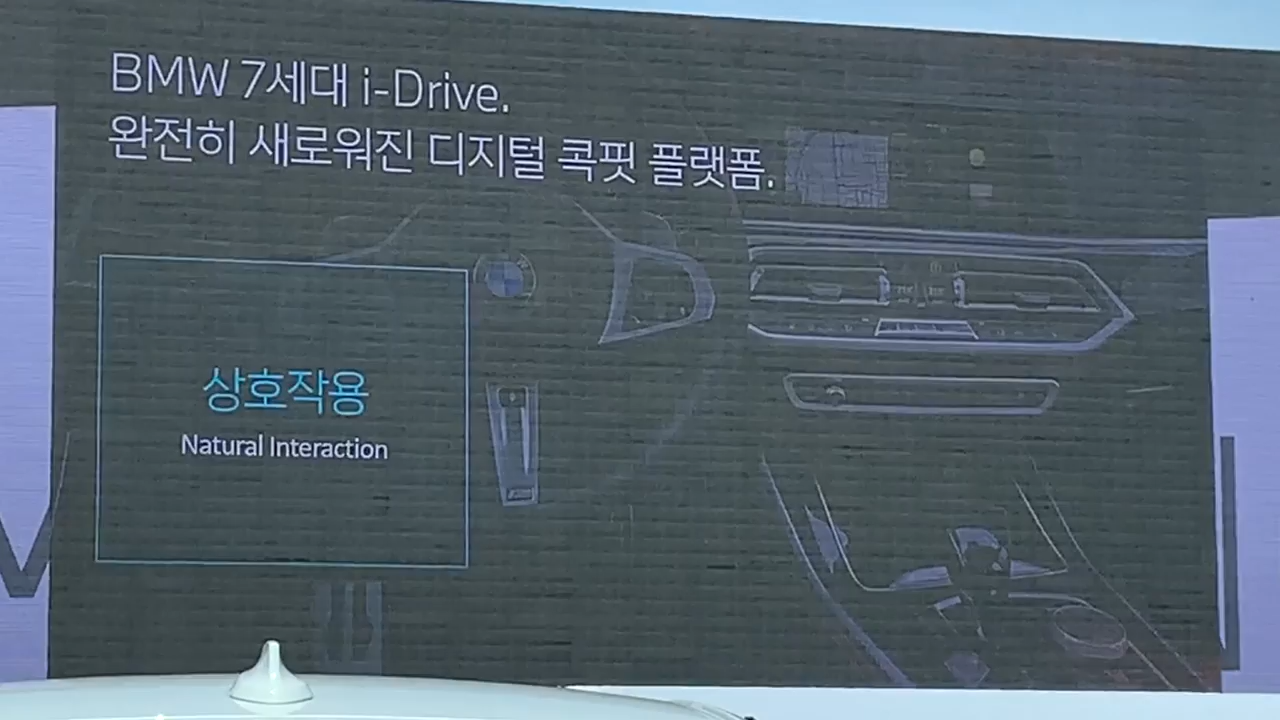 BMW 7세대 i-Drive.
완전히 새로워진 디지털 콕핏 플랫폼.
상호작용
Natural Interaction